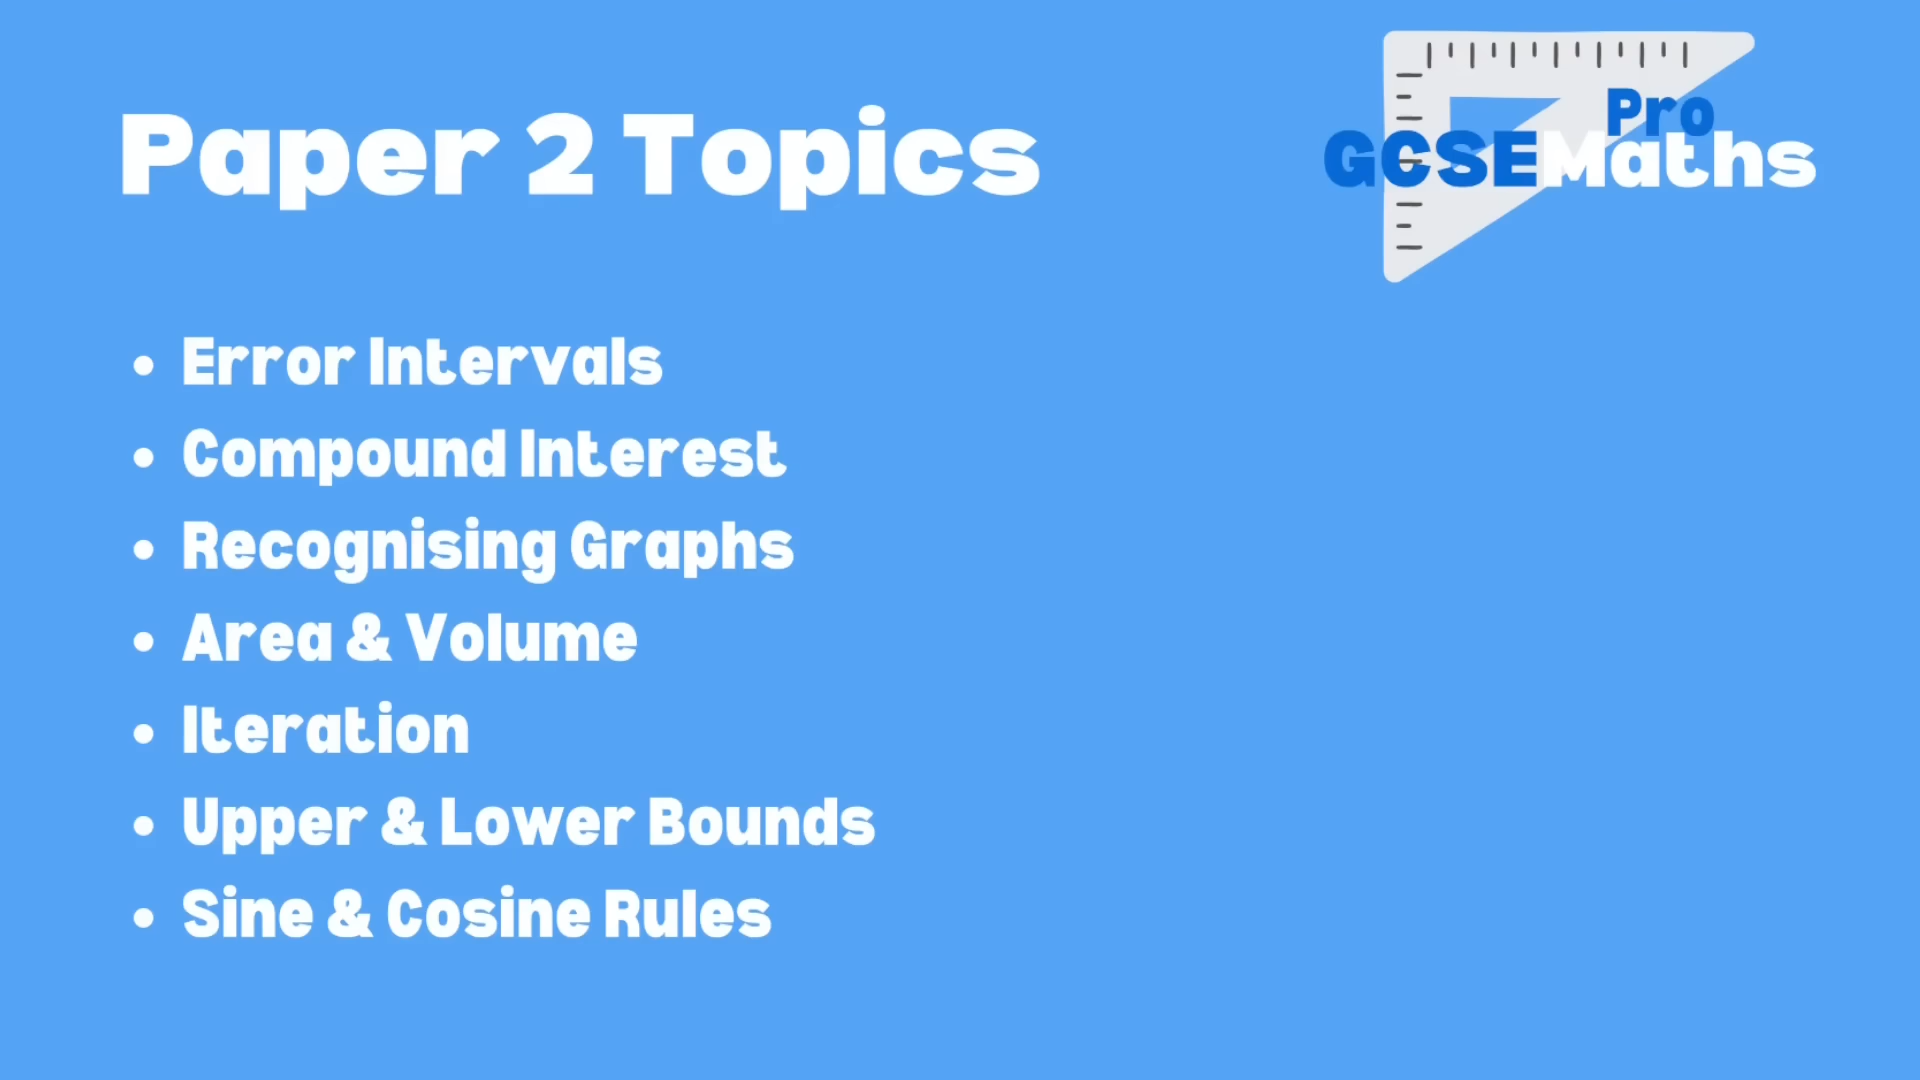 Paper 2 Topics
Pro
GCSEMaths
• Error Intervals
• Compound Interest
• Recognising Graphs
• Area & Volume
• Iteration
• Upper & Lower Bounds
• Sine & Cosine Rules